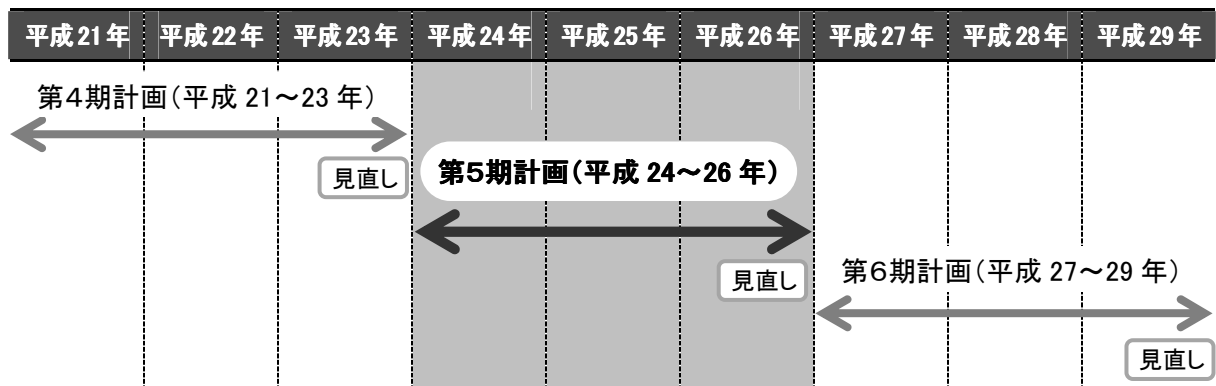 平成21年 平成22年 平成23年 平成24年 平成25年 平成26年 平成27年 平成28年 平成29年
第4期計画(平成 21~23 年)
見直し
第5期計画(平成 24~26 年)
見直し
第6期計画(平成 27~29 年)
見直し